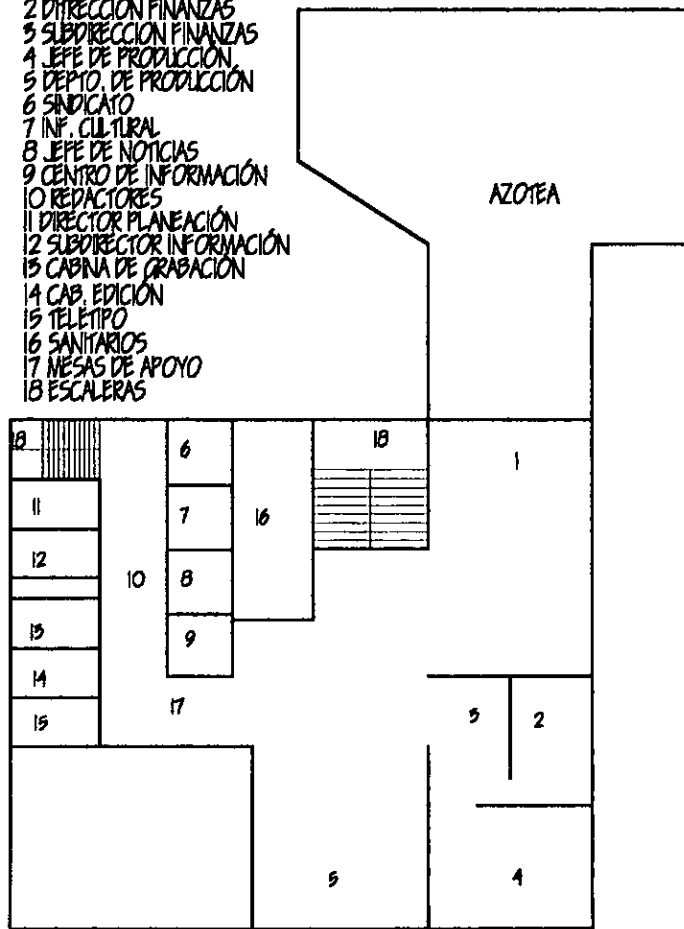 2 DITRECCION FINANZAS
3 SUBDIRECCION FINANZAS
4 JEFE DE PRODUCCIÓN
5 DEPTO. DE PRODUCCIÓN
6 SINDICATO
7 INF. CULTURAL
8 JEFE DE NOTICIAS
9 CENTRO DE INFORMACIÓN
10 REDACTORES
11 DIRECTOR PLANEACIÓN
12 SUBDIRECTOR INFORMACIÓN
13 CABINA DE GRABACIÓN
14 CAB. EDICIÓN
15 TELETIPO
16 SANITARIOS
17 MESAS DE APOYO
18 ESCALERAS
AZOTEA
18
6
18
1
11
7
16
12
10
8
13
9
14
17
15
3
2
5
4